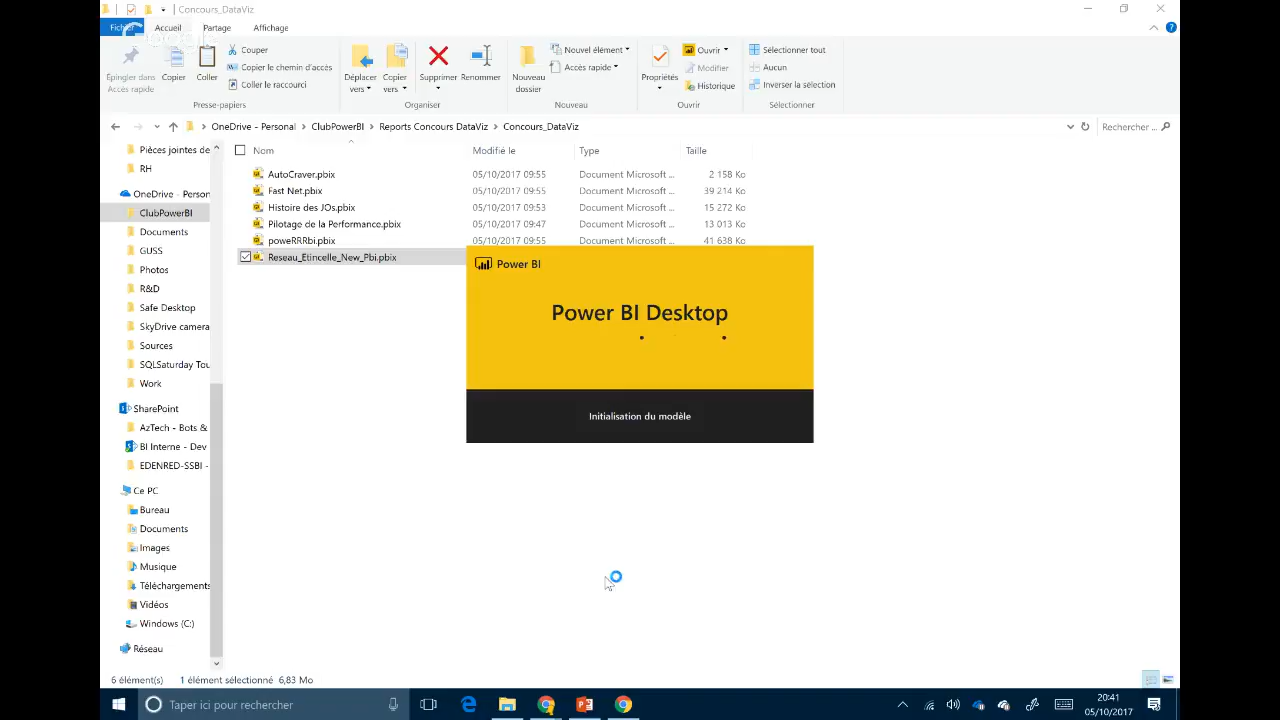 Concours_DataViz
Fichier Accueil Partage Affichage
Épingler dans
Accès rapide
Copier
Coller
Couper
Copier le chemin d'accès
Coller le raccourci
Presse-papiers
Déplacer
vers
Copier
vers
Supprimer
Renommer
Organiser
Nouveau
dossier
Nouvel élément
Accès rapide
Nouveau
Propriétés
Ouvrir
Modifier
Historique
Ouvrir
Sélectionner tout
Aucun
Inverser la sélection
Sélectionner
OneDrive - Personal ClubPowerBI Reports Concours DataViz Concours_DataViz
Rechercher ...
Pièces jointes de
RH
OneDrive - Person
ClubPowerBI
Documents
GUSS
Photos
R&D
Safe Desktop
SkyDrive camera
Sources
SQLSaturday Tou
Work
SharePoint
AzTech - Bots &
BI Interne - Dev
EDENRED-SSBI -
Ce PC
Bureau
Documents
Images
Musique
Téléchargements
Vidéos
Windows (C:)
Réseau
Nom Modifié le Type Taille
AutoCraver.pbix 05/10/2017 09:55 Document Microsoft ... 2 158 Ko
Fast Net.pbix 05/10/2017 09:55 Document Microsoft ... 39 214 Ko
Histoire des JOs.pbix 05/10/2017 09:53 Document Microsoft ... 15 272 Ko
Pilotage de la Performance.pbix 05/10/2017 09:47 Document Microsoft ... 13 013 Ko
poweRRRbi.pbix 05/10/2017 09:55 Document Microsoft ... 41 638 Ko
Reseau_Etincelle_New_Pbi.pbix
Power BI
Power BI Desktop
Initialisation du modèle
6 élément(s) 1 élément sélectionné 6,83 Mo
Taper ici pour rechercher
20:41
05/10/2017